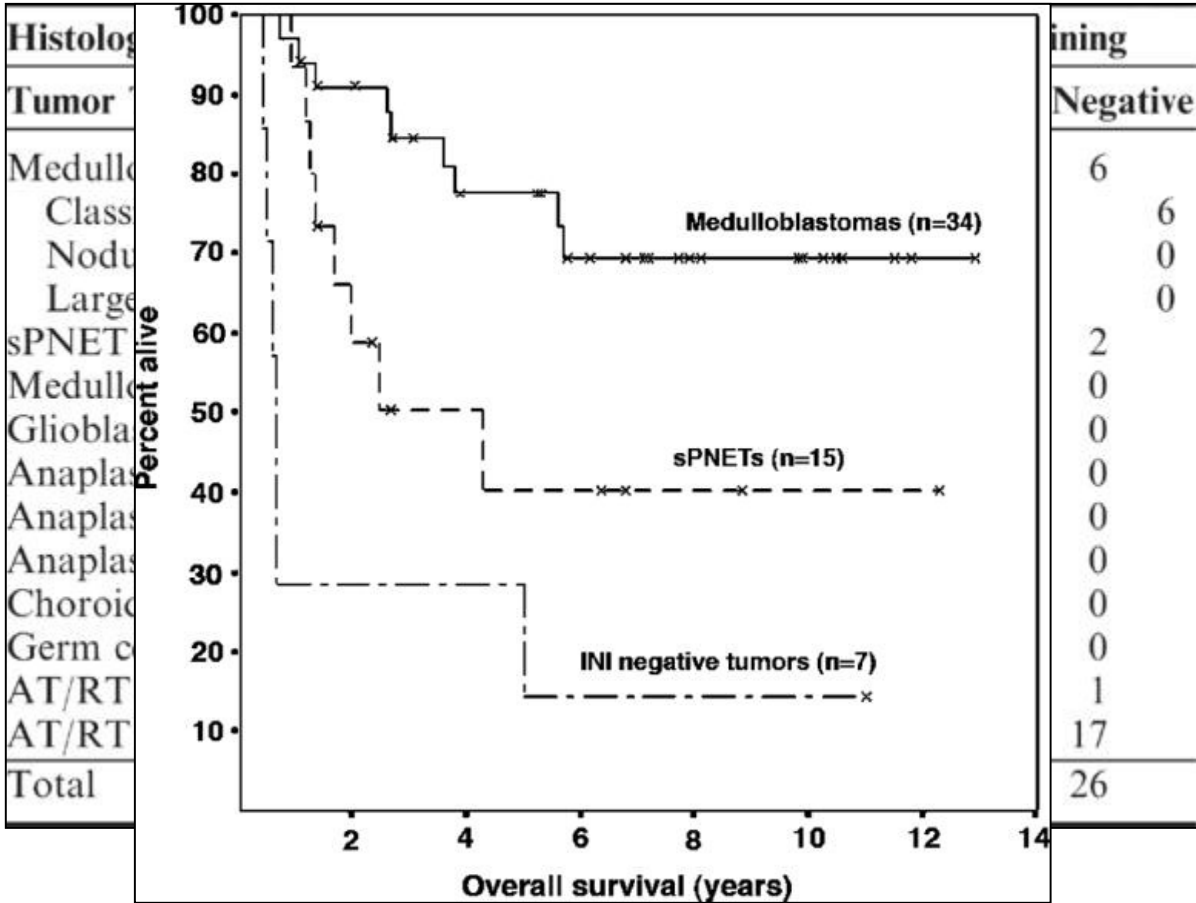 Histolog
ining
Tumor
Negative
Medullo
6
Class
6
Nodu
0
Large
0
sPNET
2
Medullo
0
Gliobla
0
Anaplas
0
Anaplas
0
Anaplas
0
Choroid
0
Germ c
0
AT/RT
1
AT/RT
17
Total
26
Percent alive
100
90
80
70
60
50
40
30
20
10
Medulloblastomas (n=34)
sPNETs (n=15)
INI negative tumors (n=7)
2 4 6 8 10 12 14
Overall survival (years)